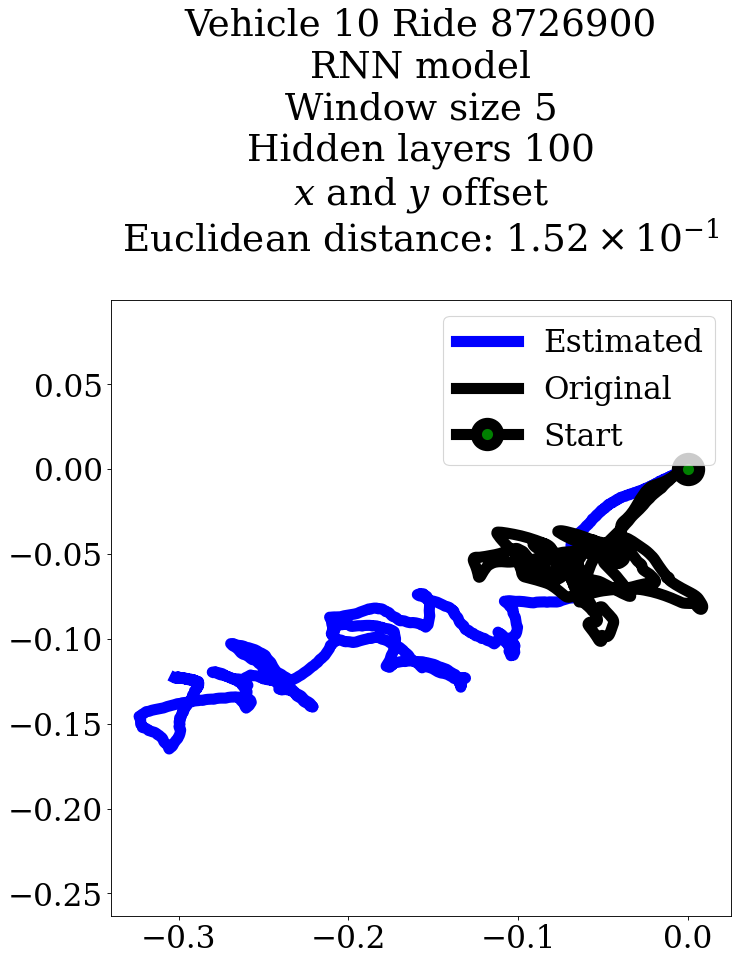 Vehicle 10 Ride 8726900
RNN model
Window size 5
Hidden layers 100
x and y offset
Euclidean distance: 1.52 × 10⁻¹
Estimated
Original
Start
0.05
0.00
−0.05
−0.10
−0.15
−0.20
−0.25
−0.3 −0.2 −0.1 0.0